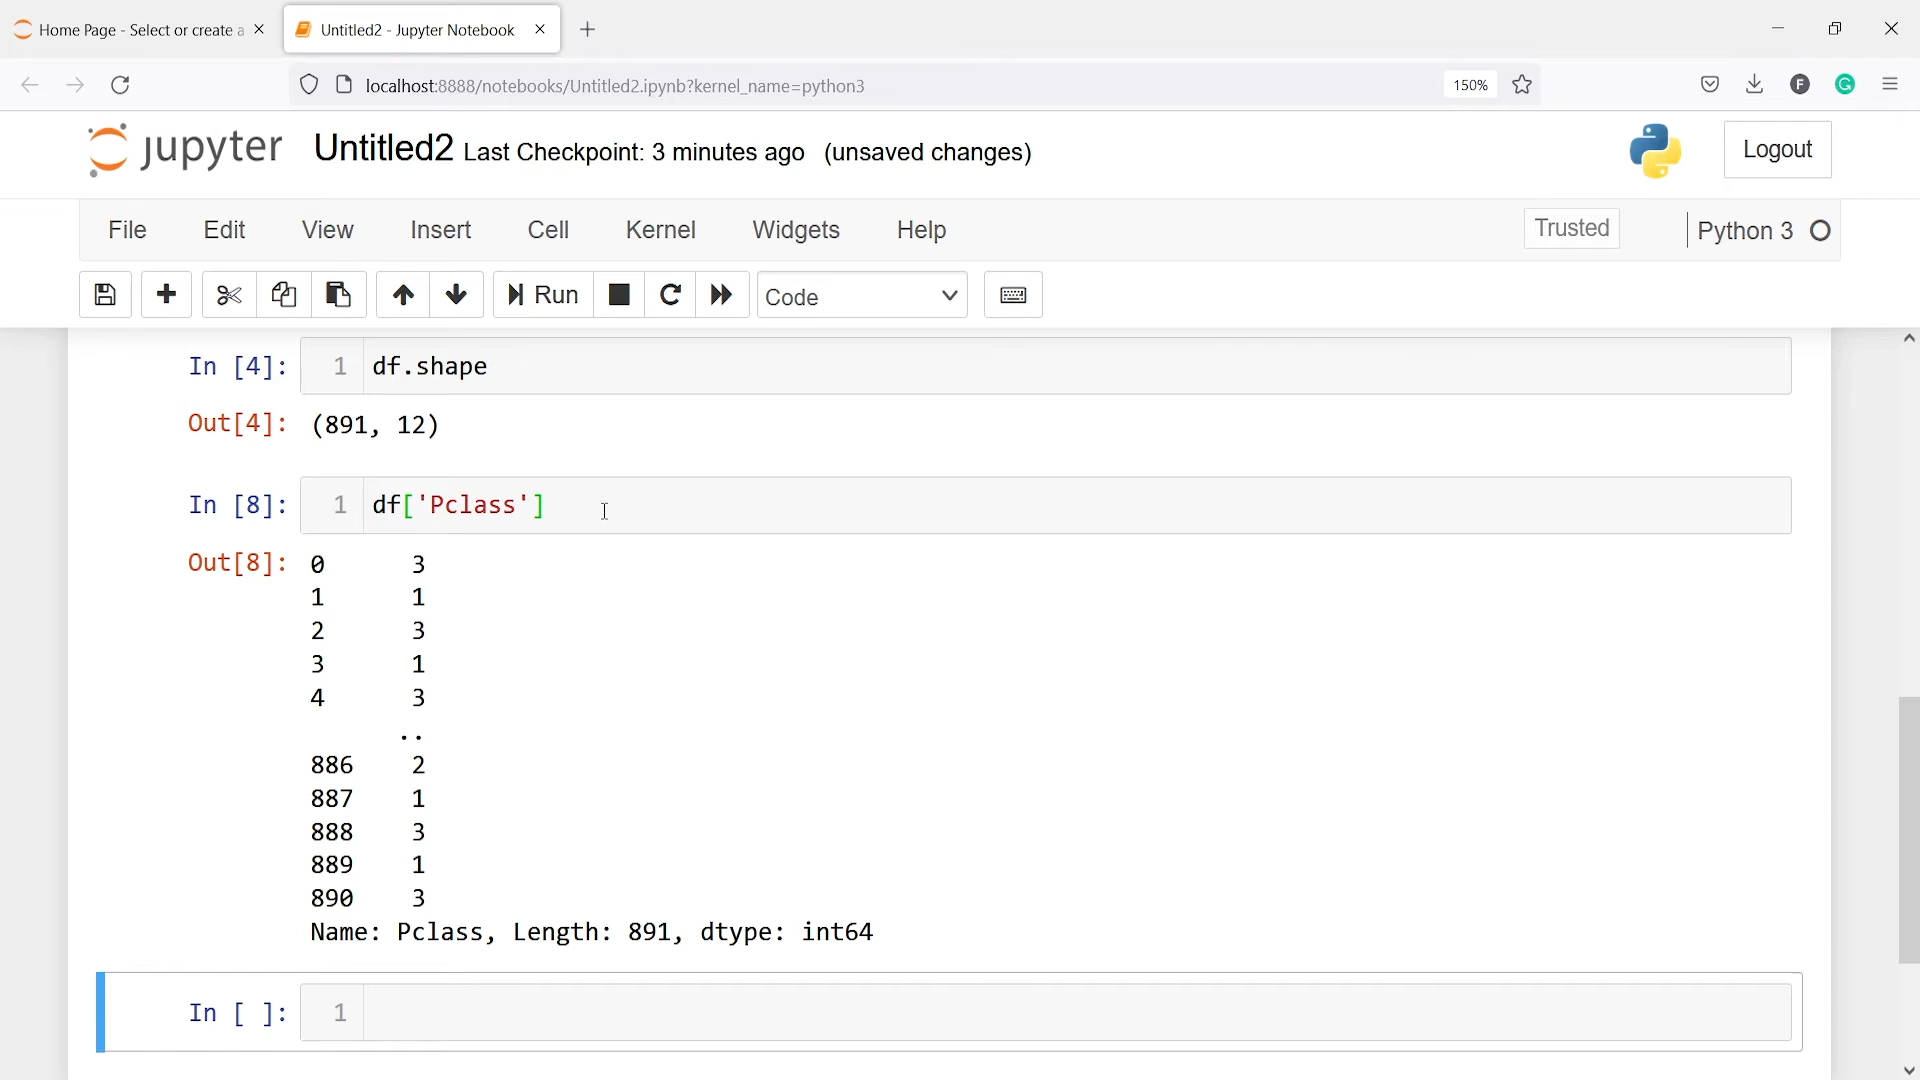 Home Page - Select or create a
Untitled2 - Jupyter Notebook
localhost:8888/notebooks/Untitled2.ipynb?kernel_name=python3
150%
F
G
jupyter Untitled2 Last Checkpoint: 3 minutes ago (unsaved changes)
Logout
File Edit View Insert Cell Kernel Widgets Help
Trusted
Python 3
Run
Code
In [4]: 1 df.shape
Out[4]: (891, 12)
In [8]: 1 df['Pclass']
Out[8]: 0 3
1 1
2 3
3 1
4 3
..
886 2
887 1
888 3
889 1
890 3
Name: Pclass, Length: 891, dtype: int64
In [ ]: 1